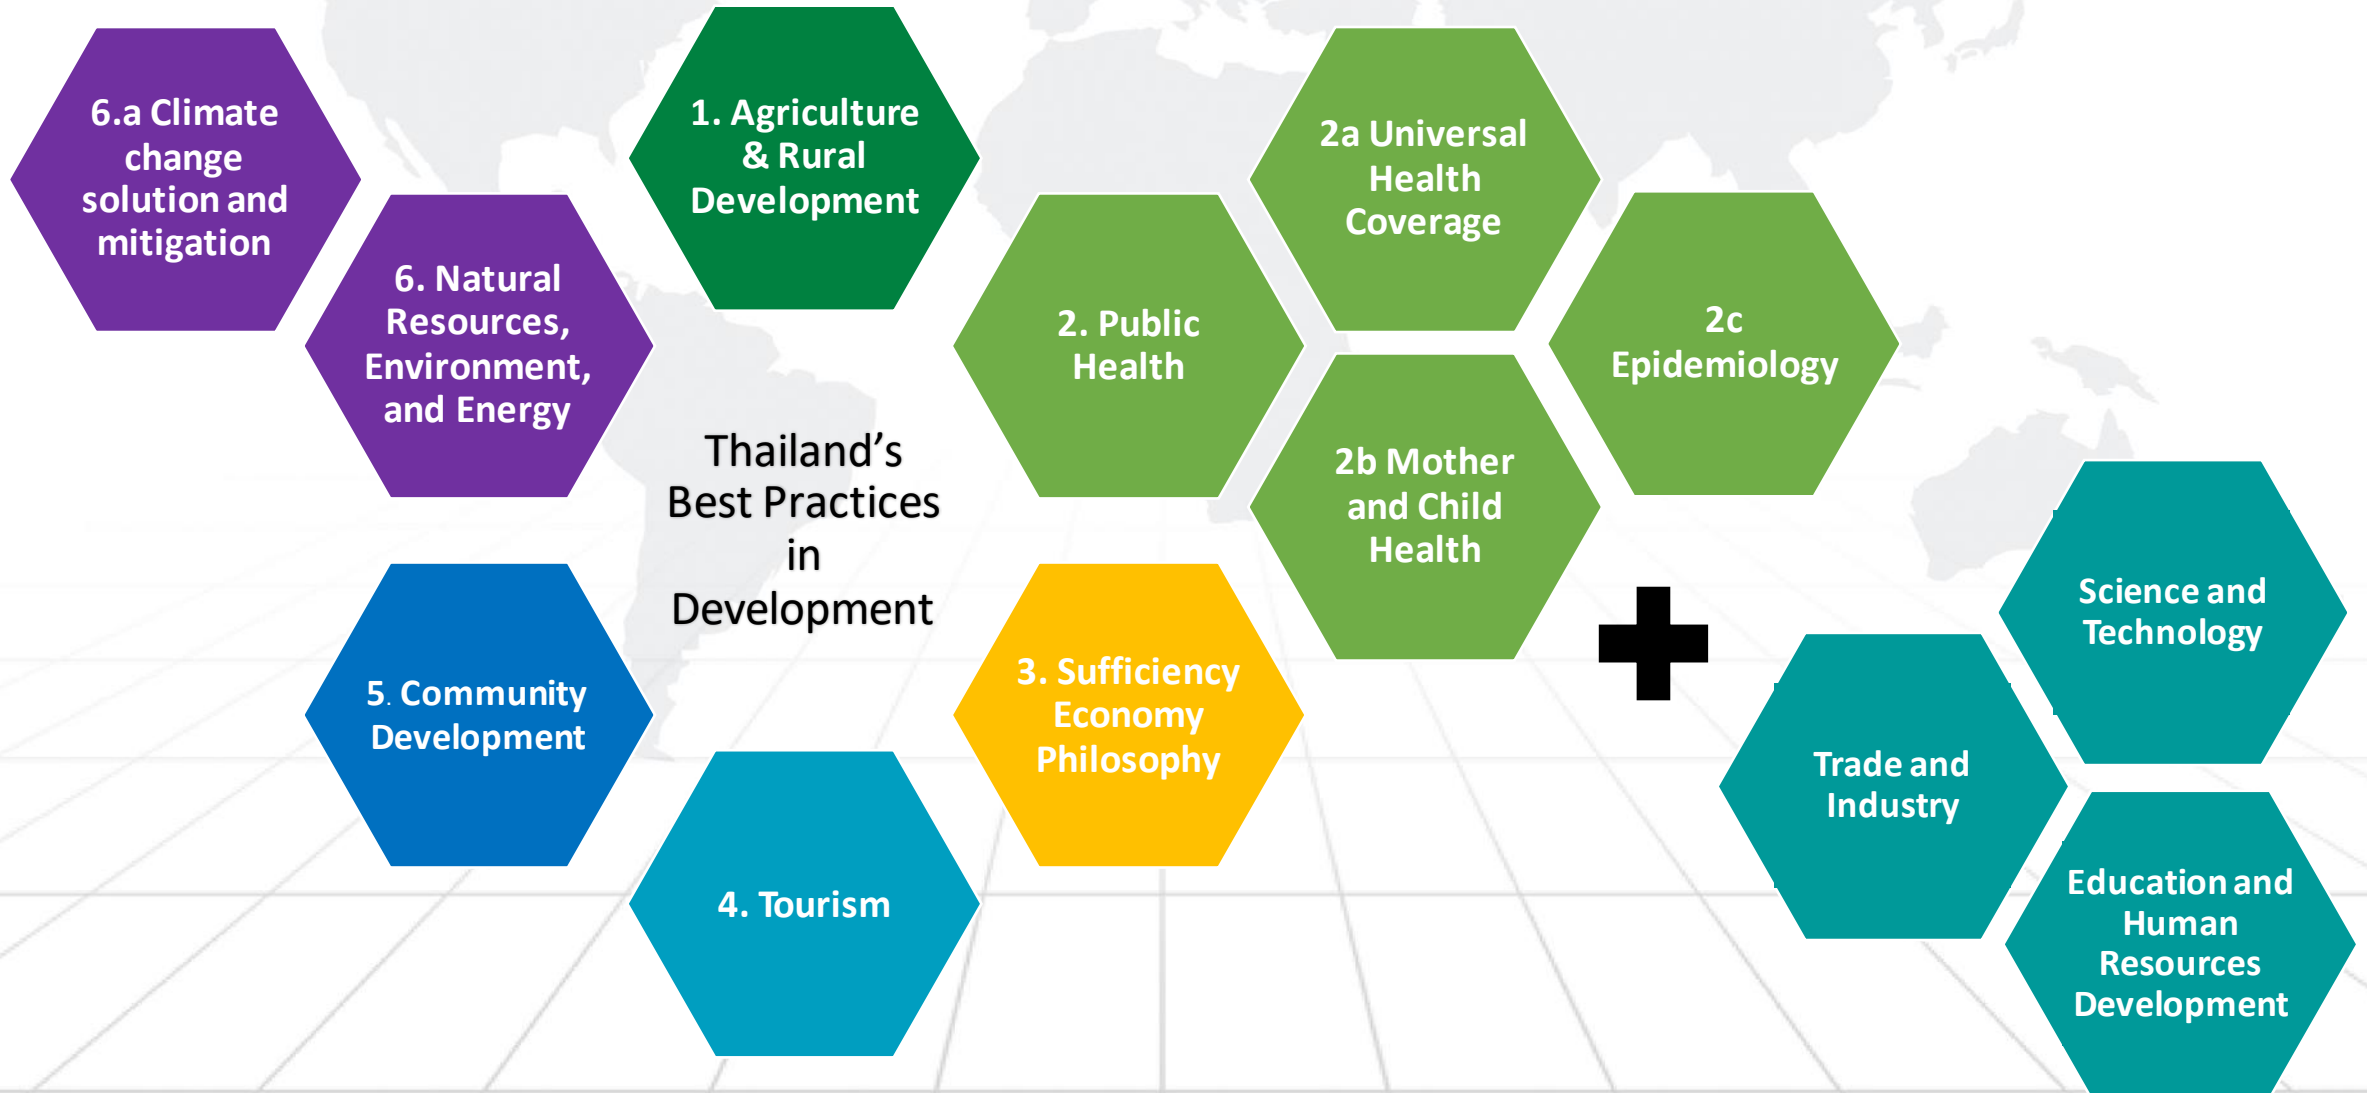 6.a Climate
change
solution and
mitigation
6. Natural
Resources,
Environment,
and Energy
1. Agriculture
& Rural
Development
2. Public
Health
2a Universal
Health
Coverage
2b Mother
and Child
Health
2c
Epidemiology
Thailand’s
Best Practices
in
Development
3. Sufficiency
Economy
Philosophy
4. Tourism
5. Community
Development
Science and
Technology
Trade and
Industry
Education and
Human
Resources
Development